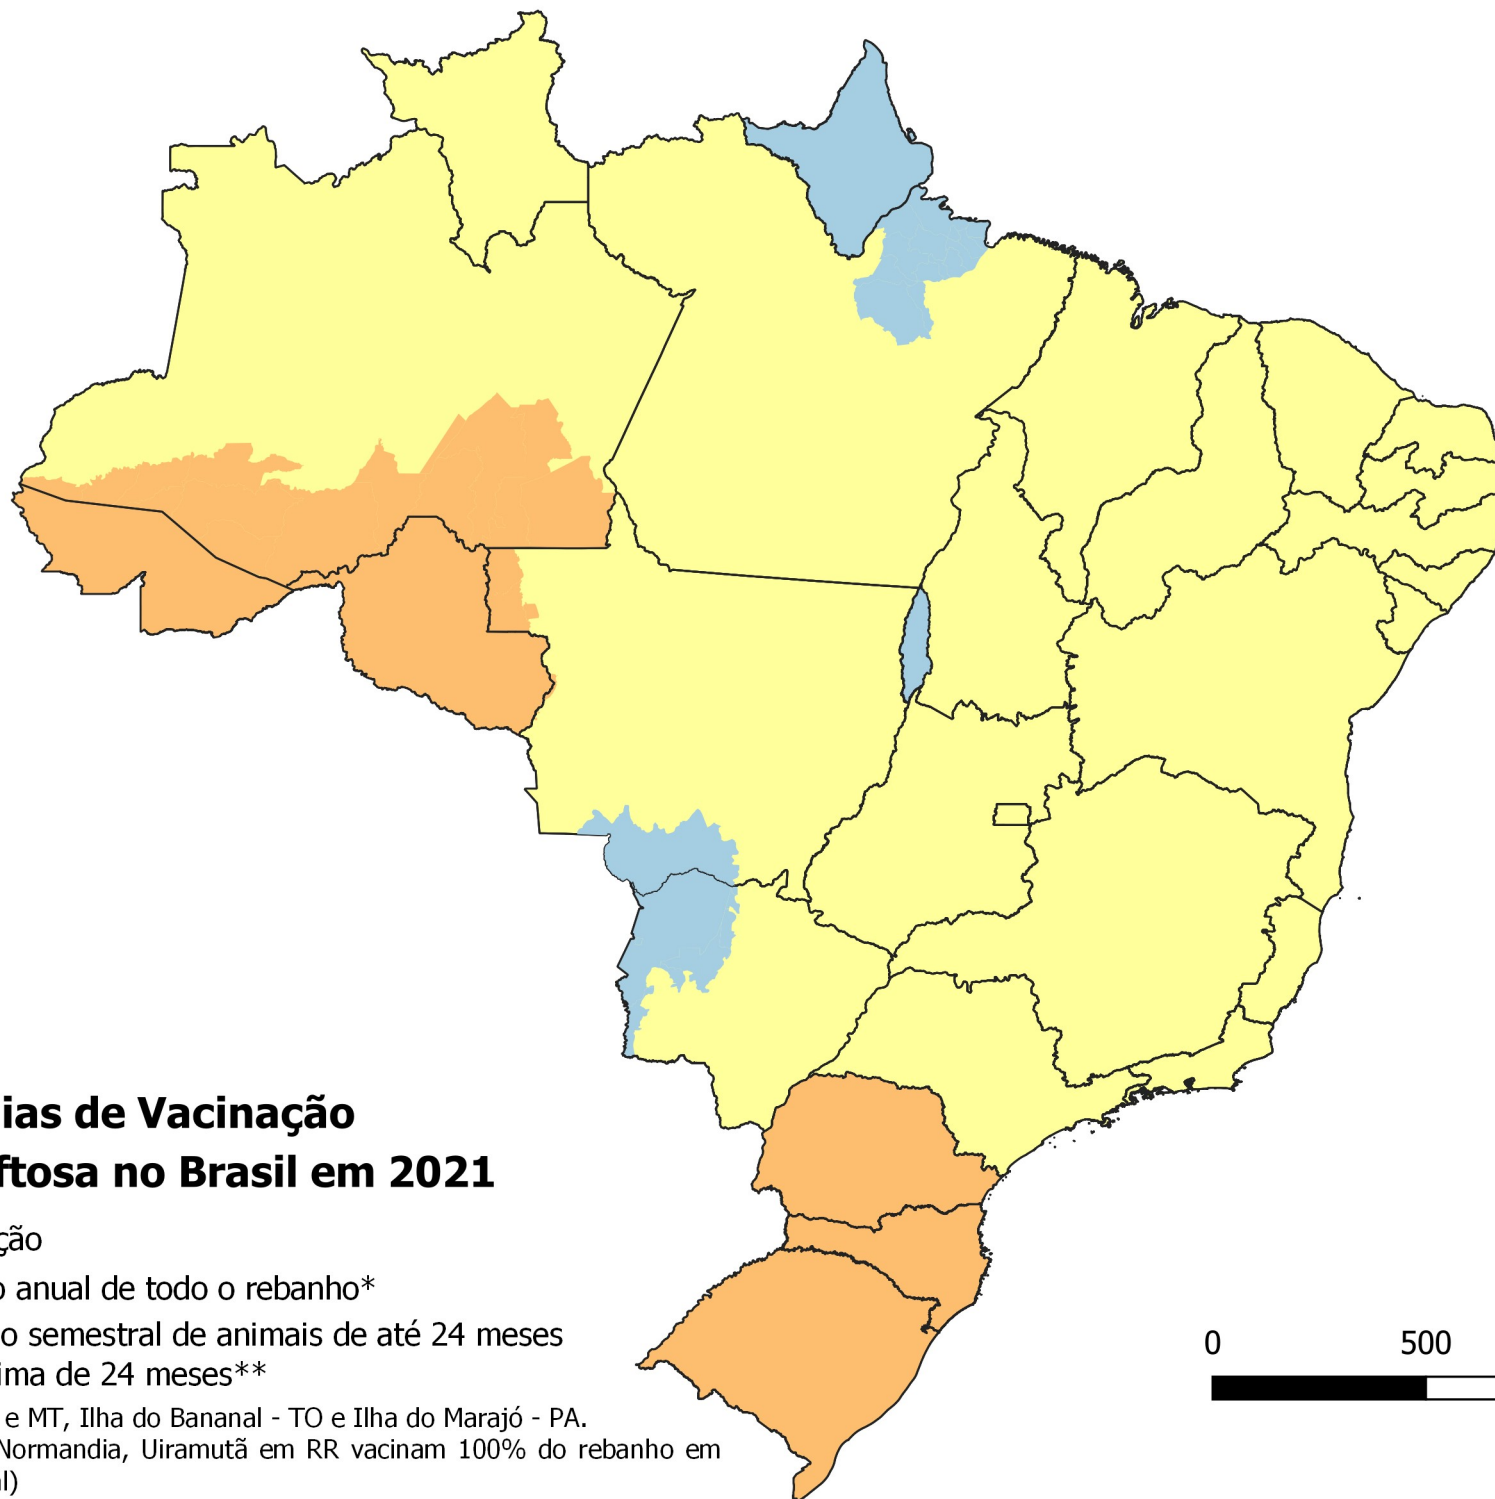 ias de Vacinação
ftosa no Brasil em 2021
ção
o anual de todo o rebanho*
o semestral de animais de até 24 meses
ima de 24 meses**
e MT, Ilha do Bananal - TO e Ilha do Marajó - PA.
Normandia, Uiramutã em RR vacinam 100% do rebanho em
l)
0 500